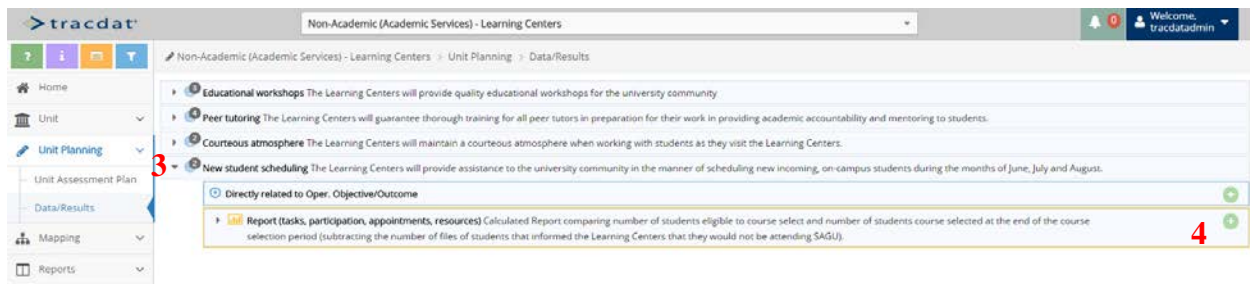 tracdat
Non-Academic (Academic Services) - Learning Centers
0
Welcome,
tracdatadmin
? i
Non-Academic (Academic Services) - Learning Centers > Unit Planning > Data/Results
Home
Educational workshops The Learning Centers will provide quality educational workshops for the university community
Unit
Peer tutoring The Learning Centers will guarantee thorough training for all peer tutors in preparation for their work in providing academic accountability and mentoring to students.
Unit Planning
Courteous atmosphere The Learning Centers will maintain a courteous atmosphere when working with students as they visit the Learning Centers.
3
New student scheduling The Learning Centers will provide assistance to the university community in the manner of scheduling new incoming, on-campus students during the months of June, July and August.
Unit Assessment Plan
Directly related to Oper. Objective/Outcome
Data/Results
Report (tasks, participation, appointments, resources) Calculated Report comparing number of students eligible to course select and number of students course selected at the end of the course
selection period (subtracting the number of files of students that informed the Learning Centers that they would not be attending SAGU).
4
Mapping
Reports